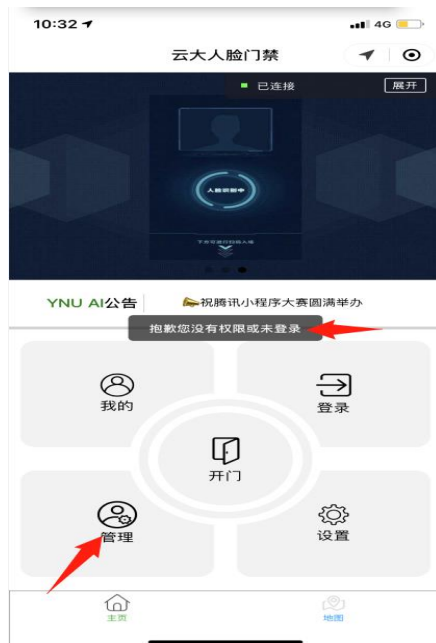 10:32
4G
云大人脸门禁
已连接
展开
人脸识别中
YNU AI公告
祝腾讯小程序大赛圆满举办
抱歉您没有权限或未登录
我的
登录
开门
管理
设置
主页
地图